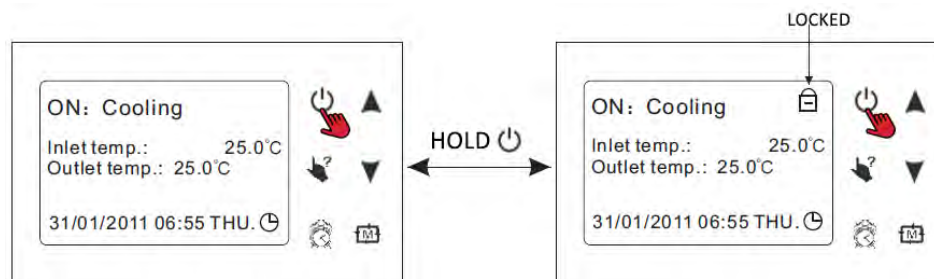 LOCKED
ON: Cooling
Inlet temp.: 25.0°C
Outlet temp.: 25.0°C
31/01/2011 06:55 THU.
?
M
HOLD
ON: Cooling
Inlet temp.: 25.0°C
Outlet temp.: 25.0°C
31/01/2011 06:55 THU.
?
M